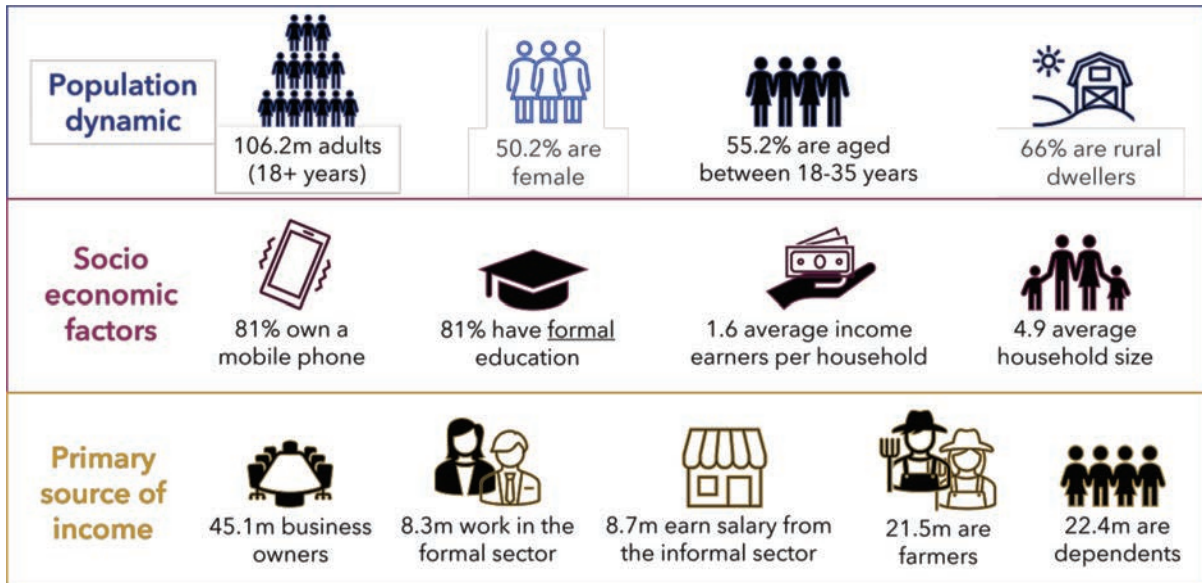 Population
dynamic
106.2m adults
(18+ years)
50.2% are
female
55.2% are aged
between 18-35 years
66% are rural
dwellers
Socio
economic
factors
81% own a
mobile phone
81% have formal
education
1.6 average income
earners per household
4.9 average
household size
Primary
source of
income
45.1m business
owners
8.3m work in the
formal sector
8.7m earn salary from
the informal sector
21.5m are
farmers
22.4m are
dependents